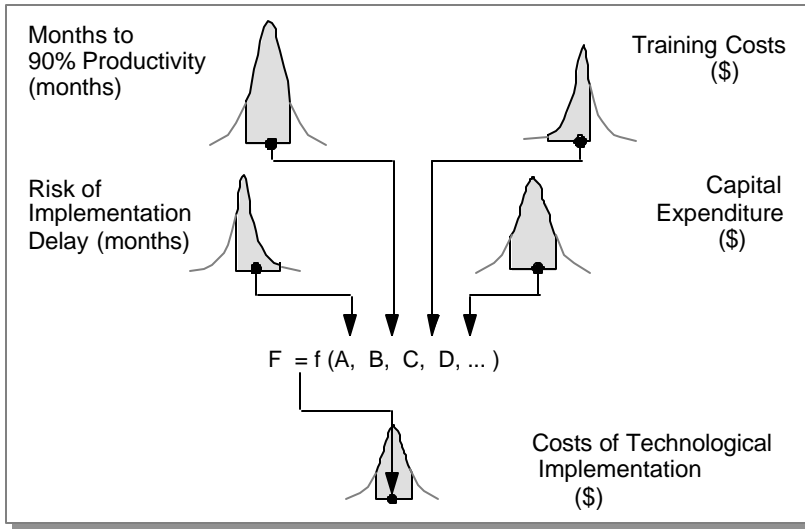 Months to
90% Productivity
(months)
Training Costs
($)
Risk of
Implementation
Delay (months)
Capital
Expenditure
($)
F = f (A, B, C, D, ... )
Costs of Technological
Implementation
($)